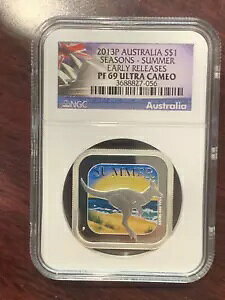 2013P AUSTRALIA S$1
SEASONS - SUMMER
EARLY RELEASES
PF 69 ULTRA CAMEO
3688827-056
NGC
Australia
SUMMER
P